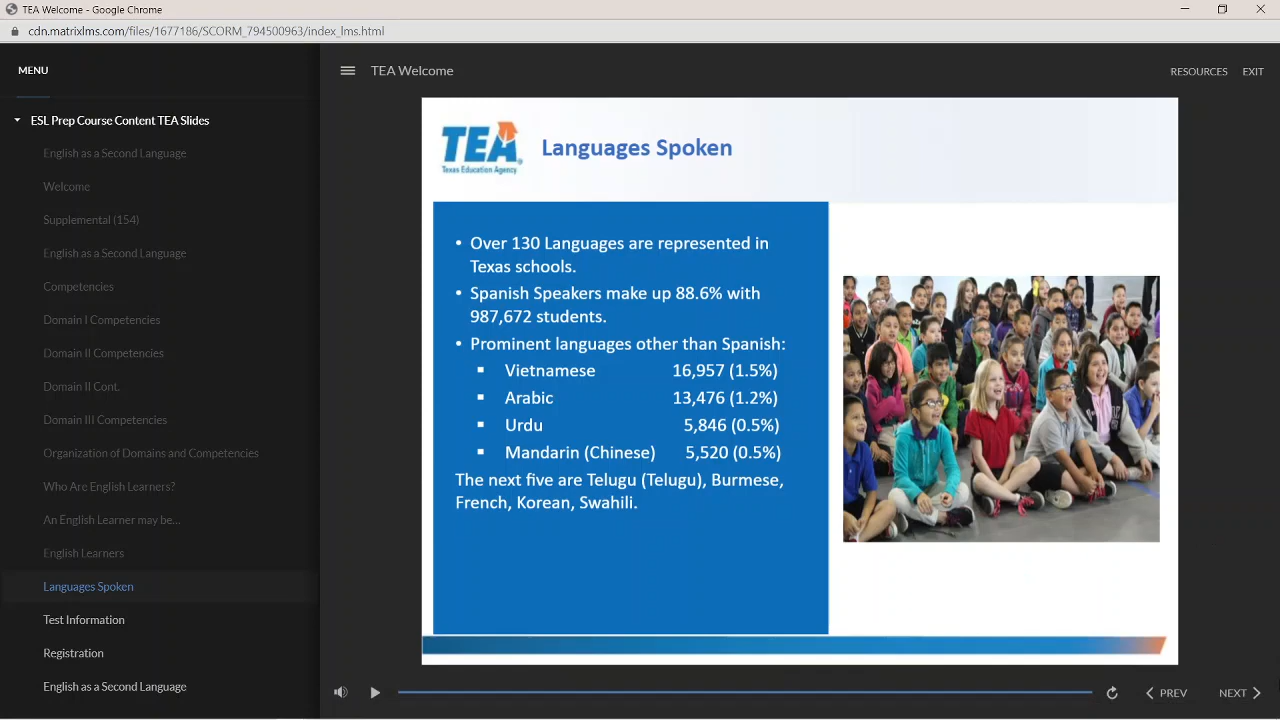 TEA Welcome - Google Chrome
cdn.matrixlms.com/files/1677186/SCORM_794500963/index_lms.html
MENU
ESL Prep Course Content TEA Slides
English as a Second Language
Welcome
Supplemental (154)
English as a Second Language
Competencies
Domain I Competencies
Domain II Competencies
Domain II Cont.
Domain III Competencies
Organization of Domains and Competencies
Who Are English Learners?
An English Learner may be...
English Learners
Languages Spoken
Test Information
Registration
English as a Second Language
TEA Welcome
RESOURCES EXIT
TEA
Texas Education Agency
Languages Spoken
• Over 130 Languages are represented in
Texas schools.
• Spanish Speakers make up 88.6% with
987,672 students.
• Prominent languages other than Spanish:
▪ Vietnamese 16,957 (1.5%)
▪ Arabic 13,476 (1.2%)
▪ Urdu 5,846 (0.5%)
▪ Mandarin (Chinese) 5,520 (0.5%)
The next five are Telugu (Telugu), Burmese,
French, Korean, Swahili.
PREV NEXT